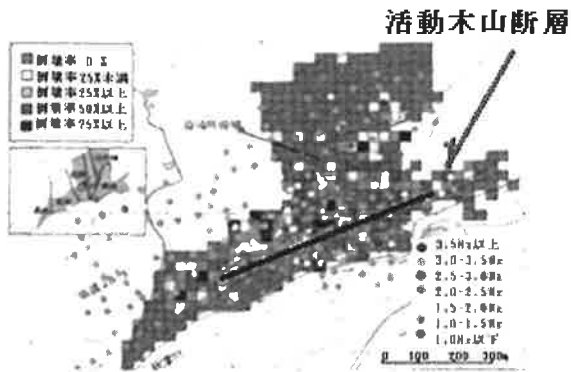 活動木山断層
倒壊率 0%
倒壊率25%未満
倒壊率25%以上
倒壊率50%以上
倒壊率75%以上
3.5Hz以上
3.0-3.5Hz
2.5-3.0Hz
2.0-2.5Hz
1.5-2.0Hz
1.0-1.5Hz
1.0Hz以下
0 100 200 300m